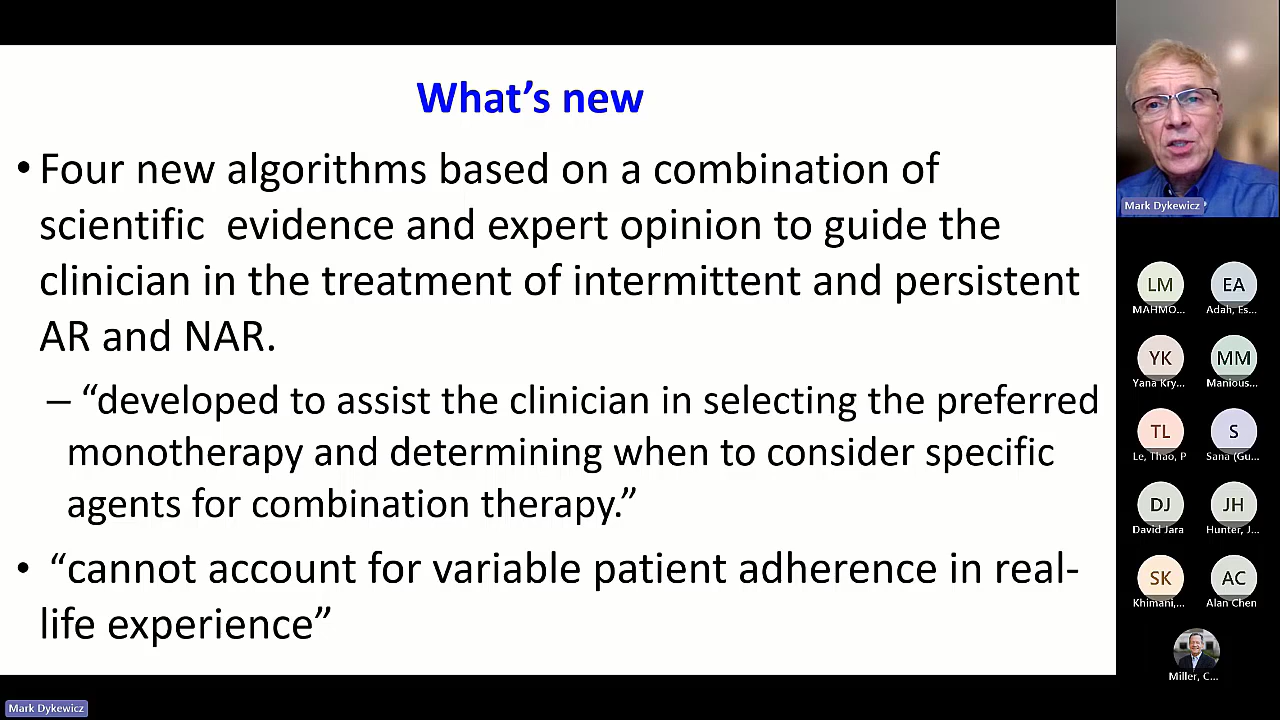 What's new
• Four new algorithms based on a combination of
scientific evidence and expert opinion to guide the
clinician in the treatment of intermittent and persistent
AR and NAR.
– “developed to assist the clinician in selecting the preferred
monotherapy and determining when to consider specific
agents for combination therapy.”
• “cannot account for variable patient adherence in real-
life experience”
Mark Dykewicz
LM
MAHMO...
EA
Adah, Es...
YK
Yana Kry...
MM
Manious...
TL
Le, Thao, P
S
Sana (Gu...
DJ
David Jara
JH
Hunter, J...
SK
Khimani,...
AC
Alan Chen
Miller, C...
Mark Dykewicz